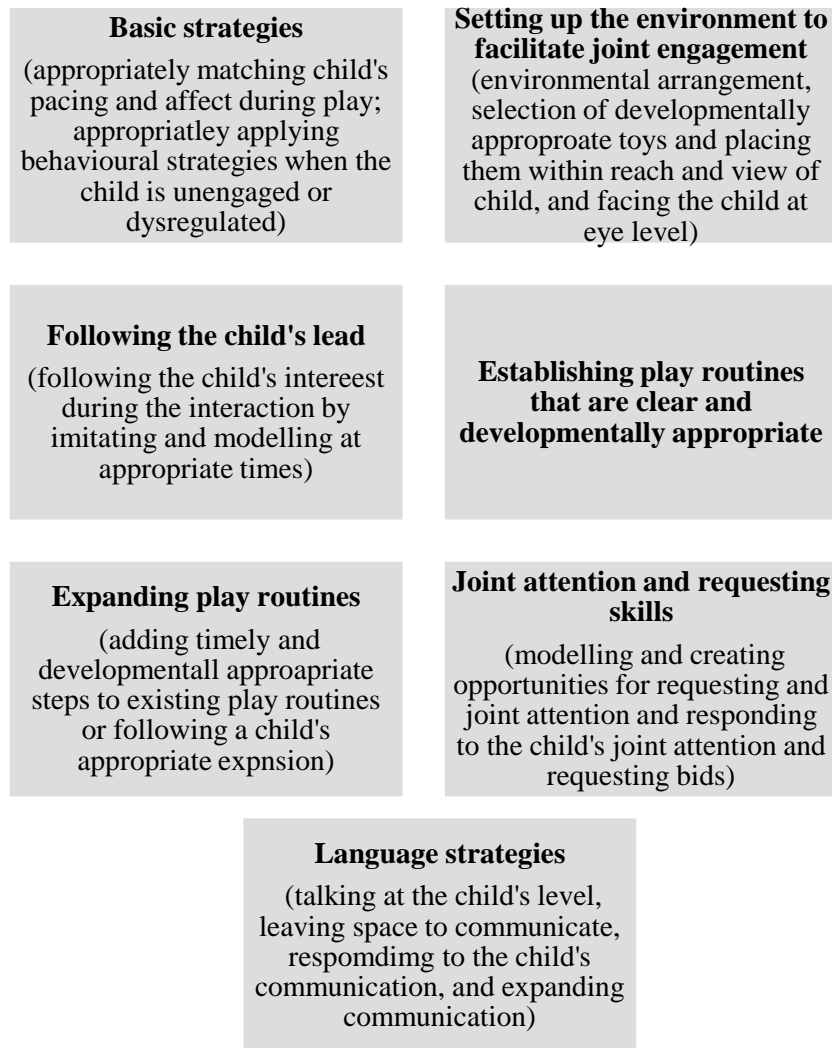 Basic strategies
(appropriately matching child's
pacing and affect during play;
appropriatley applying
behavioural strategies when the
child is unengaged or
dysregulated)
Setting up the environment to
facilitate joint engagement
(environmental arrangement,
selection of developmentally
approproate toys and placing
them within reach and view of
child, and facing the child at
eye level)
Following the child's lead
(following the child's intereest
during the interaction by
imitating and modelling at
appropriate times)
Establishing play routines
that are clear and
developmentally appropriate
Expanding play routines
(adding timely and
developmentall approapriate
steps to existing play routines
or following a child's
appropriate expnsion)
Joint attention and requesting
skills
(modelling and creating
opportunities for requesting and
joint attention and responding
to the child's joint attention and
requesting bids)
Language strategies
(talking at the child's level,
leaving space to communicate,
respomdimg to the child's
communication, and expanding
communication)